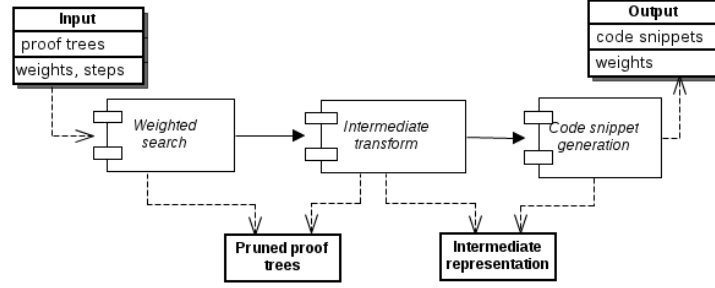 Input
proof trees
weights, steps
Output
code snippets
weights
Weighted
search
Intermediate
transform
Code snippet
generation
Pruned proof
trees
Intermediate
representation